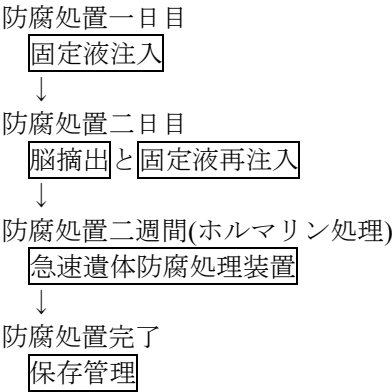 防腐処置一日目
固定液注入
↓
防腐処置二日目
脳摘出と固定液再注入
↓
防腐処置二週間(ホルマリン処理)
急速遺体防腐処理装置
↓
防腐処置完了
保存管理